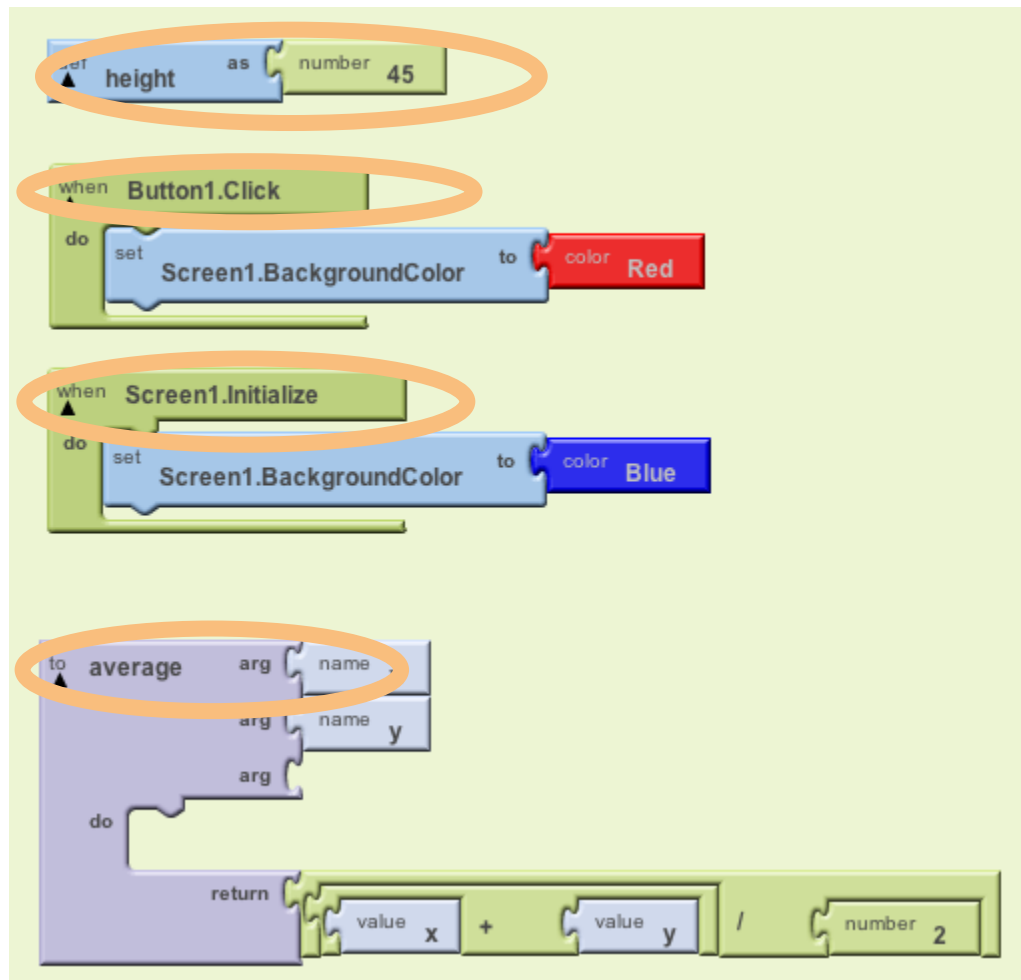 height as number 45
when Button1.Click
do set Screen1.BackgroundColor to color Red
when Screen1.Initialize
do set Screen1.BackgroundColor to color Blue
to average arg name
arg name y
arg
do
return value x + value y / number 2